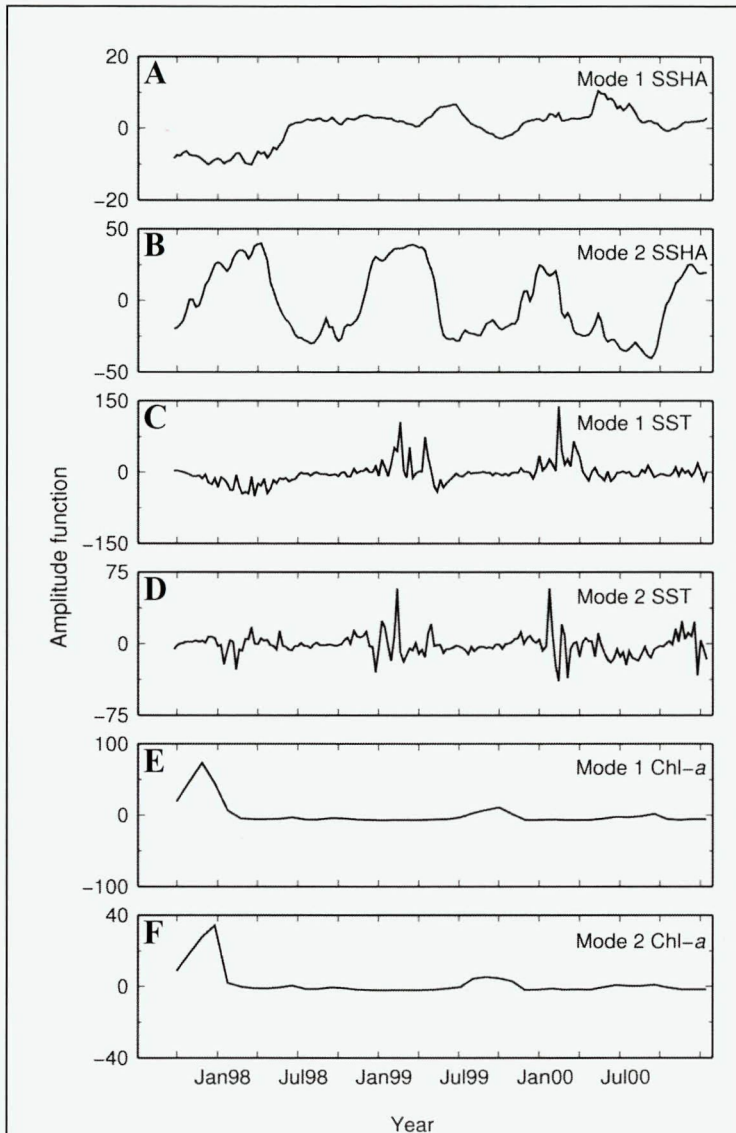 A
Mode 1 SSHA
20
0
−20
B
Mode 2 SSHA
50
0
−50
C
Mode 1 SST
150
0
−150
D
Mode 2 SST
75
0
−75
E
Mode 1 Chl−a
100
0
−100
F
Mode 2 Chl−a
40
0
−40
Amplitude function
Jan98 Jul98 Jan99 Jul99 Jan00 Jul00
Year